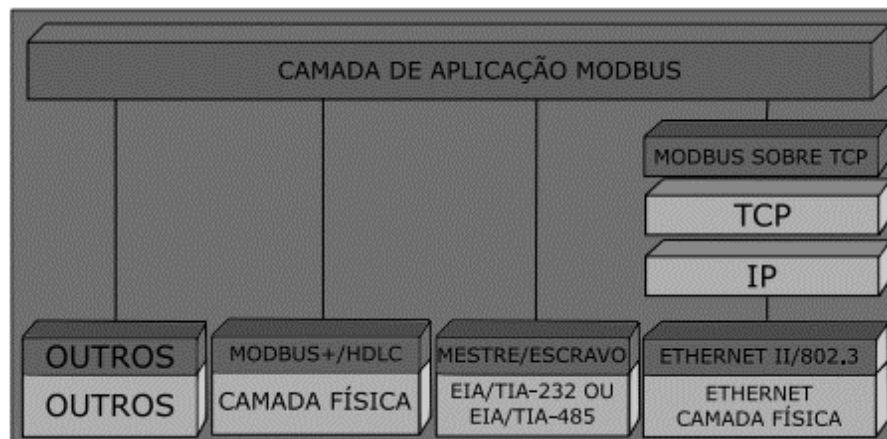 CAMADA DE APLICAÇÃO MODBUS
MODBUS SOBRE TCP
TCP
IP
OUTROS
OUTROS
MODBUS+/HDLC
CAMADA FÍSICA
MESTRE/ESCRAVO
EIA/TIA-232 OU
EIA/TIA-485
ETHERNET II/802.3
ETHERNET
CAMADA FÍSICA